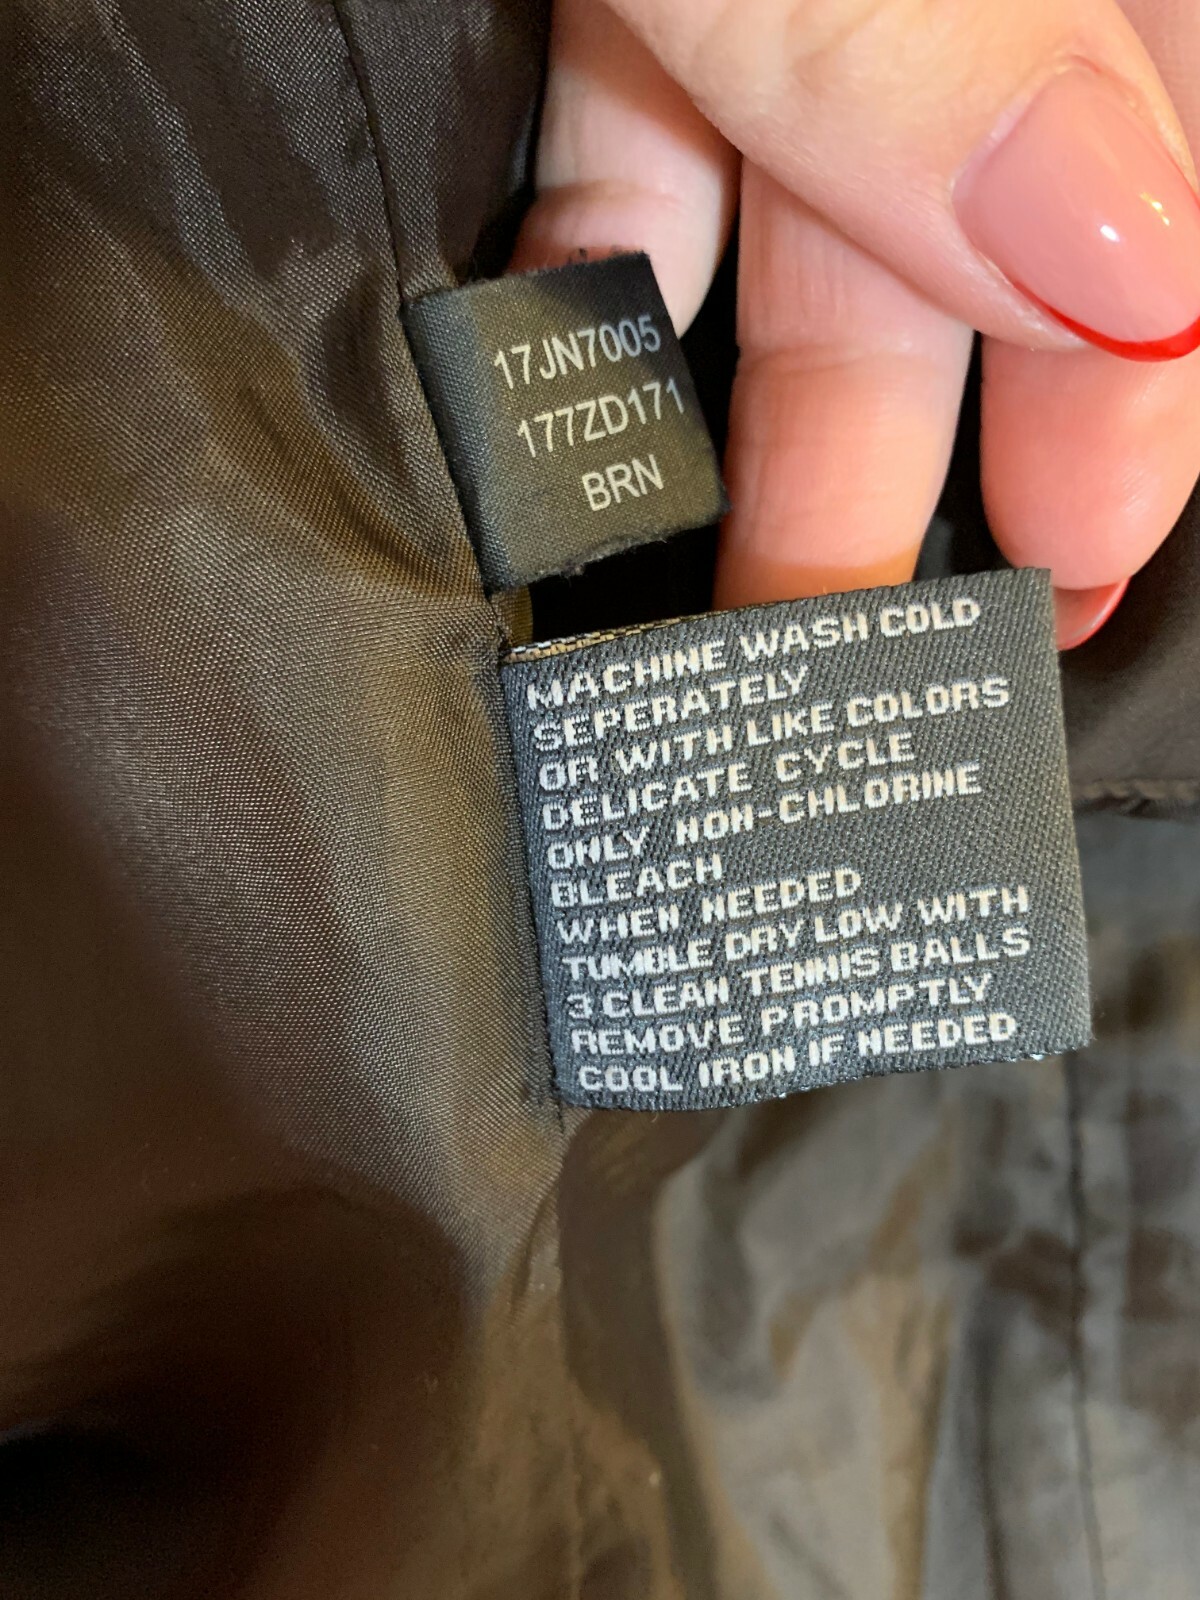 17JN7005
177ZD171
BRN
MACHINE WASH COLD
SEPERATELY
OR WITH LIKE COLORS
DELICATE CYCLE
ONLY NON-CHLORINE
BLEACH
WHEN NEEDED
TUMBLE DRY LOW WITH
3 CLEAN TENNIS BALLS
REMOVE PROMPTLY
COOL IRON IF NEEDED